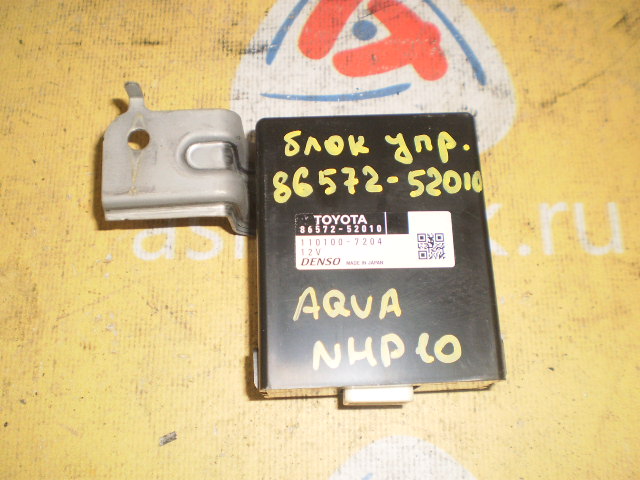 блок упр.
86572-52010
TOYOTA
86572-52010
110100-7204
12V
DENSO MADE IN JAPAN
AQUA
NHP10